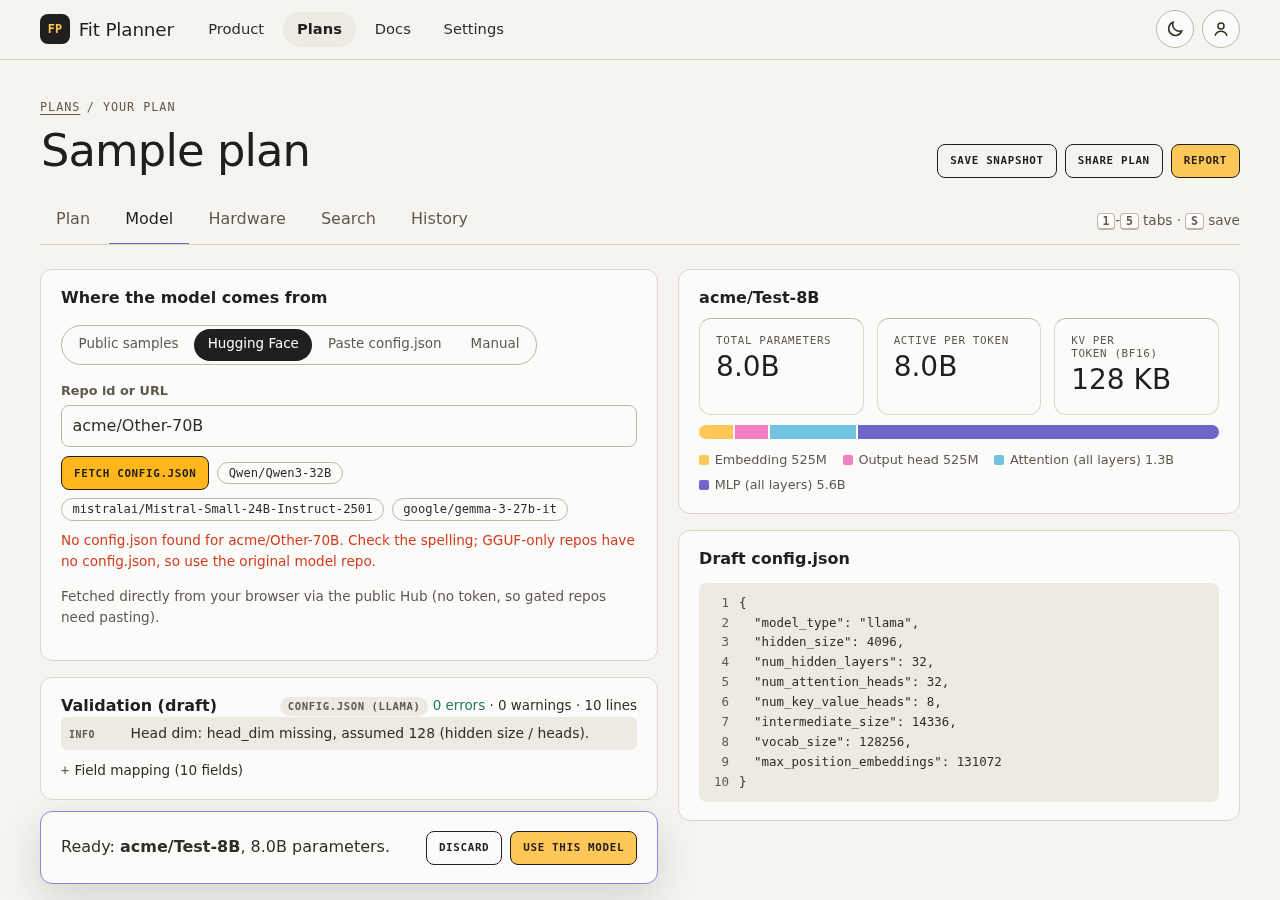 FP Fit Planner Product Plans Docs Settings
PLANS / YOUR PLAN
Sample plan
SAVE SNAPSHOT SHARE PLAN REPORT
Plan Model Hardware Search History
1-5 tabs · S save
Where the model comes from
Public samples Hugging Face Paste config.json Manual
Repo id or URL
acme/Other-70B
FETCH CONFIG.JSON Qwen/Qwen3-32B
mistralai/Mistral-Small-24B-Instruct-2501 google/gemma-3-27b-it
No config.json found for acme/Other-70B. Check the spelling; GGUF-only repos have
no config.json, so use the original model repo.
Fetched directly from your browser via the public Hub (no token, so gated repos
need pasting).
Validation (draft) CONFIG.JSON (LLAMA) 0 errors · 0 warnings · 10 lines
INFO Head dim: head_dim missing, assumed 128 (hidden size / heads).
+ Field mapping (10 fields)
Ready: acme/Test-8B, 8.0B parameters. DISCARD USE THIS MODEL
acme/Test-8B
TOTAL PARAMETERS
8.0B
ACTIVE PER TOKEN
8.0B
KV PER
TOKEN (BF16)
128 KB
Embedding 525M Output head 525M Attention (all layers) 1.3B
MLP (all layers) 5.6B
Draft config.json
1 {
2 "model_type": "llama",
3 "hidden_size": 4096,
4 "num_hidden_layers": 32,
5 "num_attention_heads": 32,
6 "num_key_value_heads": 8,
7 "intermediate_size": 14336,
8 "vocab_size": 128256,
9 "max_position_embeddings": 131072
10 }